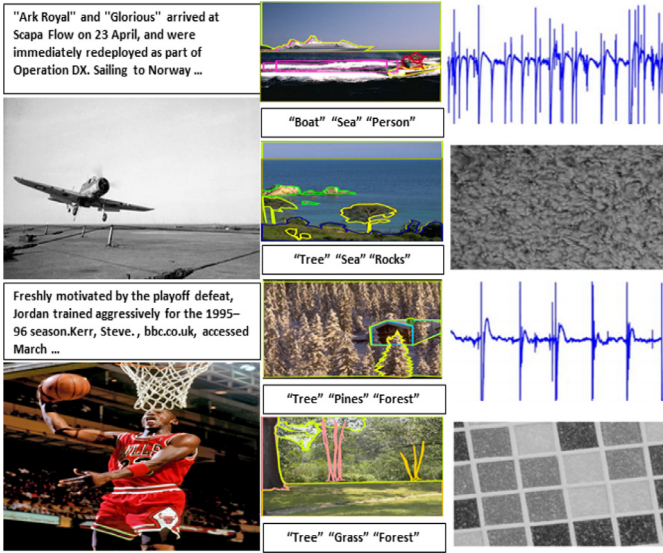 "Ark Royal" and "Glorious" arrived at
Scapa Flow on 23 April, and were
immediately redeployed as part of
Operation DX. Sailing to Norway ...
Freshly motivated by the playoff defeat,
Jordan trained aggressively for the 1995–
96 season.Kerr, Steve. , bbc.co.uk, accessed
March ...
BULLS
“Boat” “Sea” “Person”
“Tree” “Sea” “Rocks”
“Tree” “Pines” “Forest”
“Tree” “Grass” “Forest”